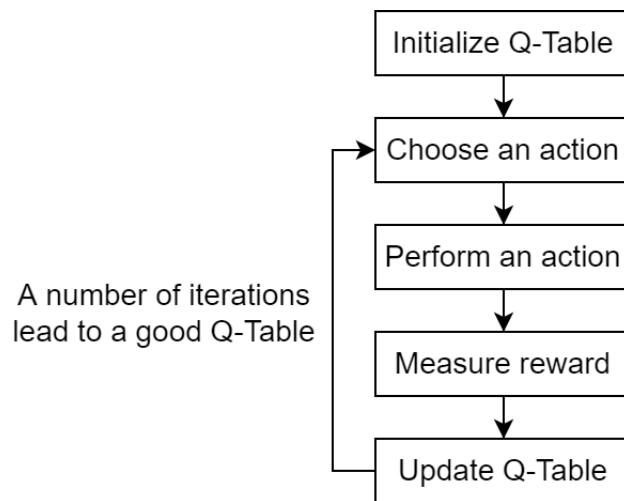 Initialize Q-Table
Choose an action
Perform an action
A number of iterations
lead to a good Q-Table
Measure reward
Update Q-Table